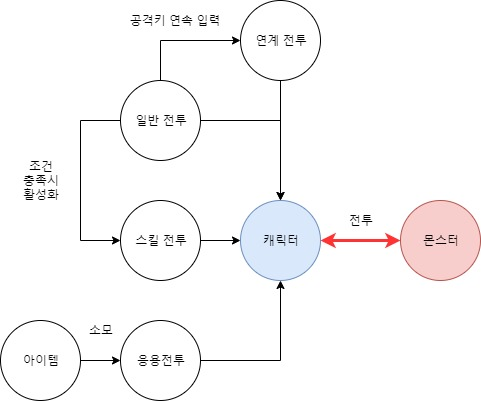 공격키 연속 입력
연계 전투
일반 전투
조건
충족시
활성화
스킬 전투
캐릭터
전투
몬스터
소모
아이템
응용전투